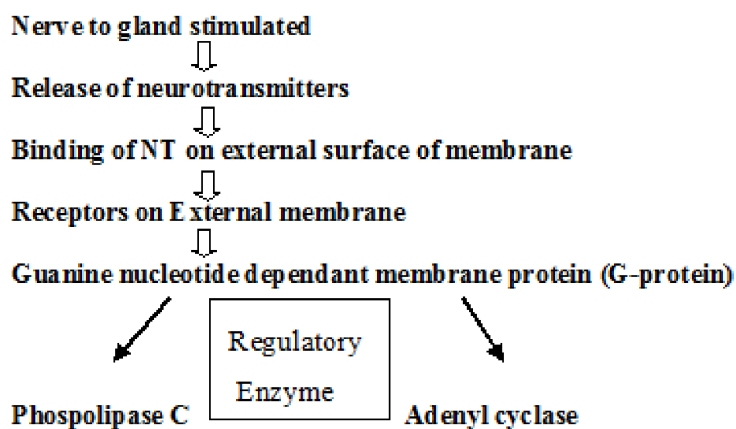 Nerve to gland stimulated
Release of neurotransmitters
Binding of NT on external surface of membrane
Receptors on External membrane
Guanine nucleotide dependant membrane protein (G-protein)
Regulatory
Enzyme
Phospolipase C
Adenyl cyclase